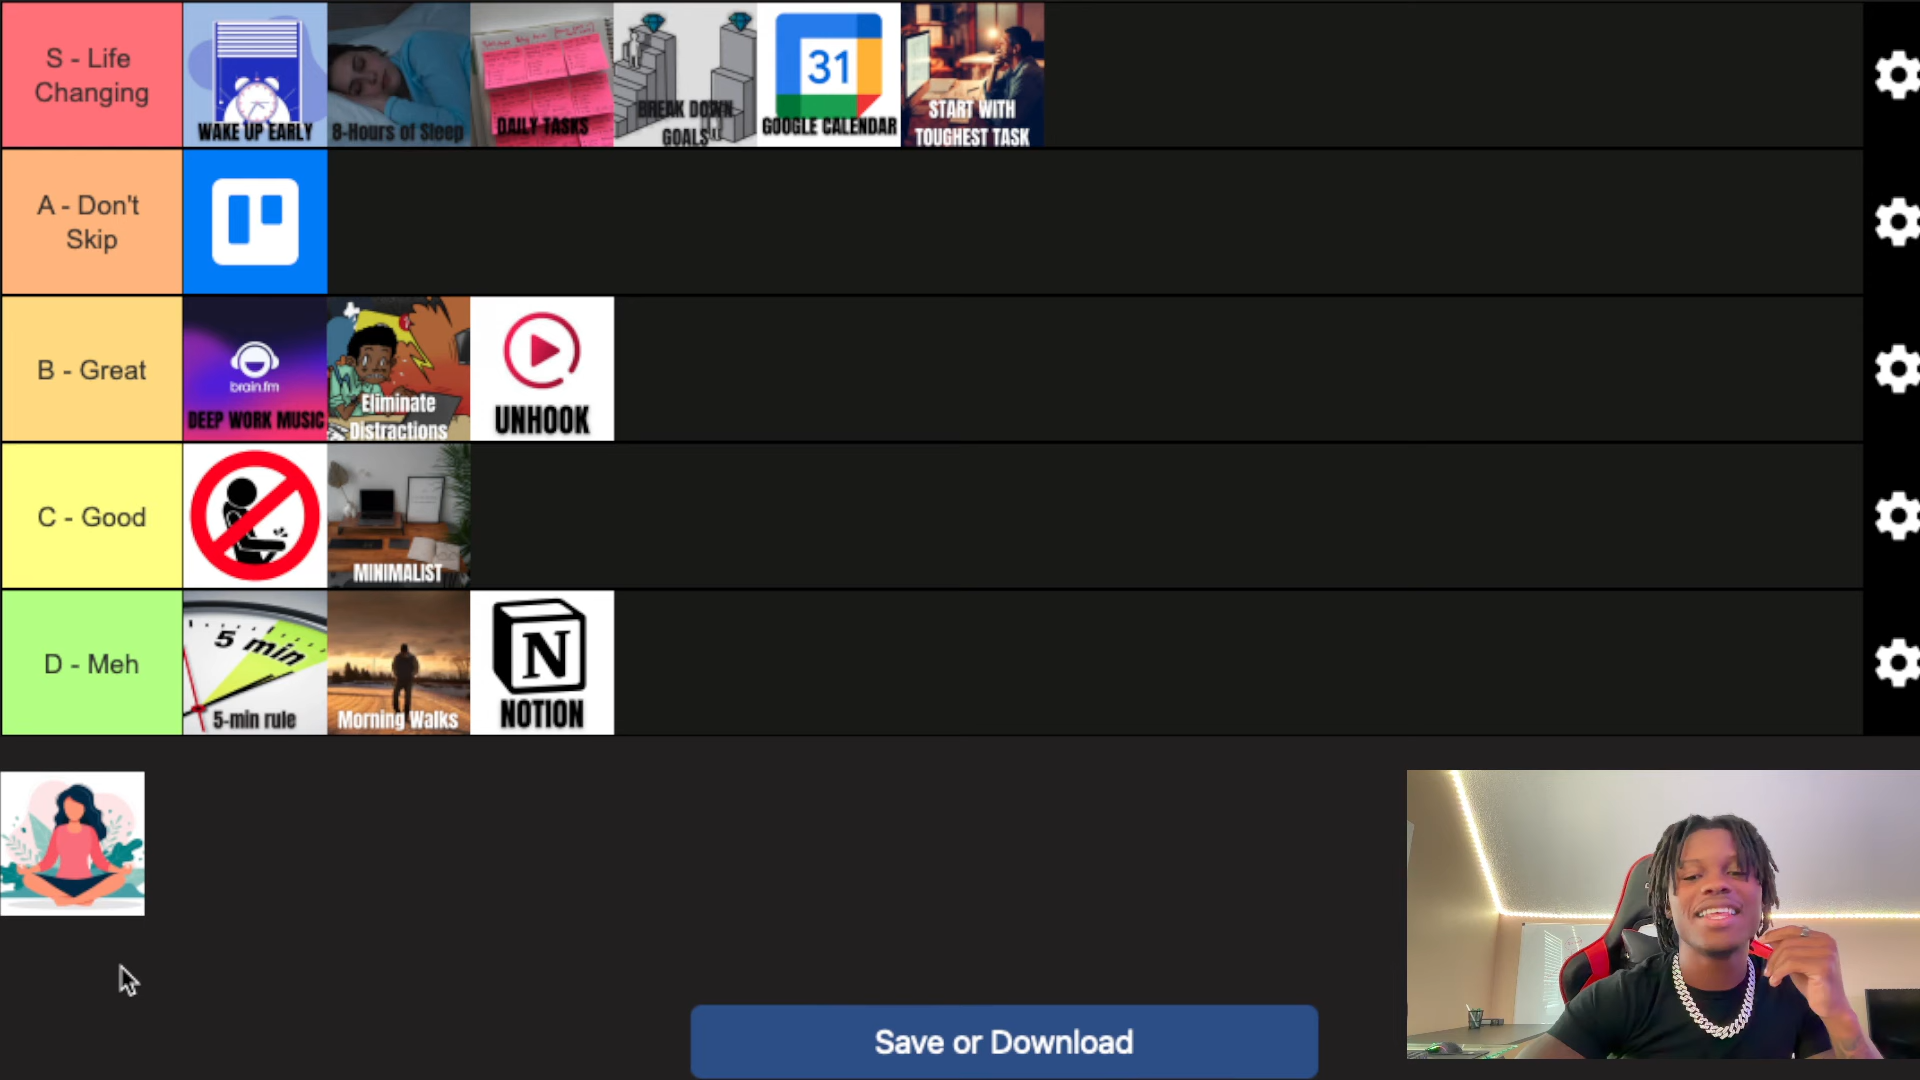 S - Life
Changing
WAKE UP EARLY
8-Hours of Sleep
DAILY TASKS
BREAK DOWN
GOALS
31
GOOGLE CALENDAR
START WITH
TOUGHEST TASK
A - Don't
Skip
B - Great
brain.fm
DEEP WORK MUSIC
Eliminate
Distractions
UNHOOK
C - Good
MINIMALIST
D - Meh
5 min
5-min rule
Morning Walks
N
NOTION
Save or Download